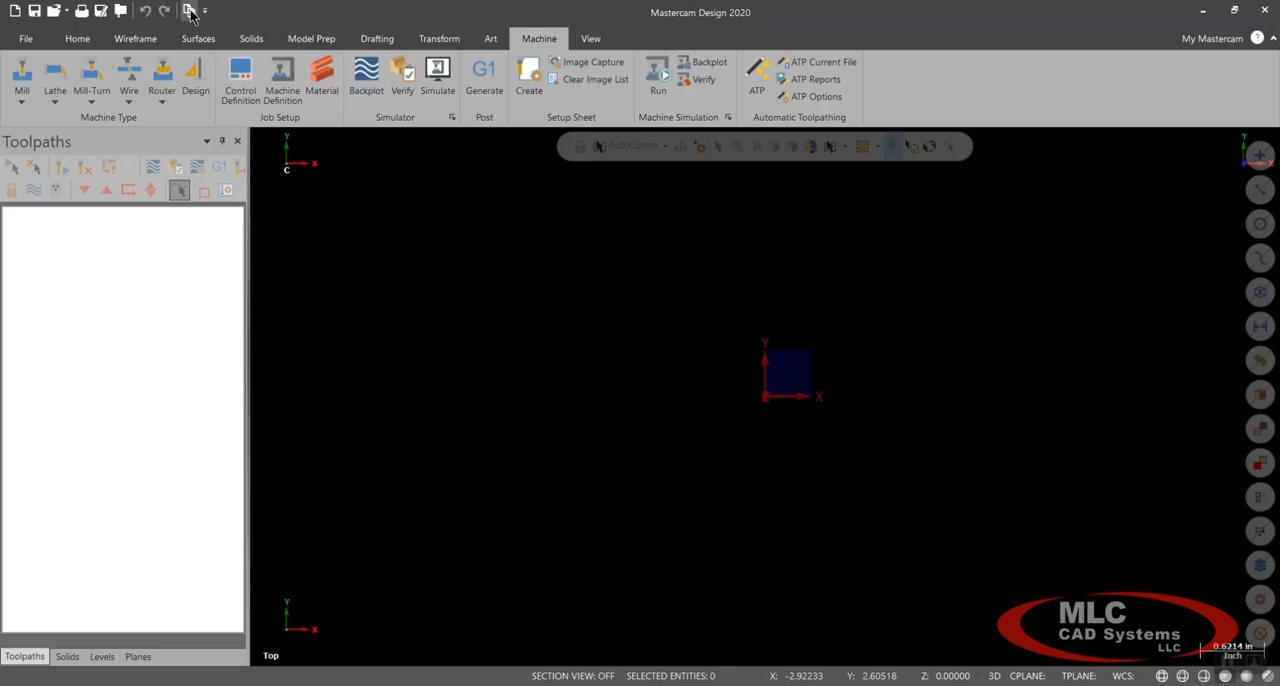 Mastercam Design 2020
File Home Wireframe Surfaces Solids Model Prep Drafting Transform Art Machine View My Mastercam ?
Mill Lathe Mill-Turn Wire Router Design
Control Definition Machine Definition Material
Backplot Verify Simulate
G1 Generate
Create Image Capture
Clear Image List
Run Backplot
Verify
ATP ATP Current File
ATP Reports
ATP Options
Machine Type Job Setup Simulator Post Setup Sheet Machine Simulation Automatic Toolpathing
Toolpaths
G1
Y
X
C
AutoCursor
Y
X
Y
X
Y
X
MLC
CAD Systems
LLC
0.6214 in
Inch
Top
Toolpaths Solids Levels Planes
SECTION VIEW: OFF SELECTED ENTITIES: 0 X: -2.92233 Y: 2.60518 Z: 0.00000 3D CPLANE: TPLANE: WCS: